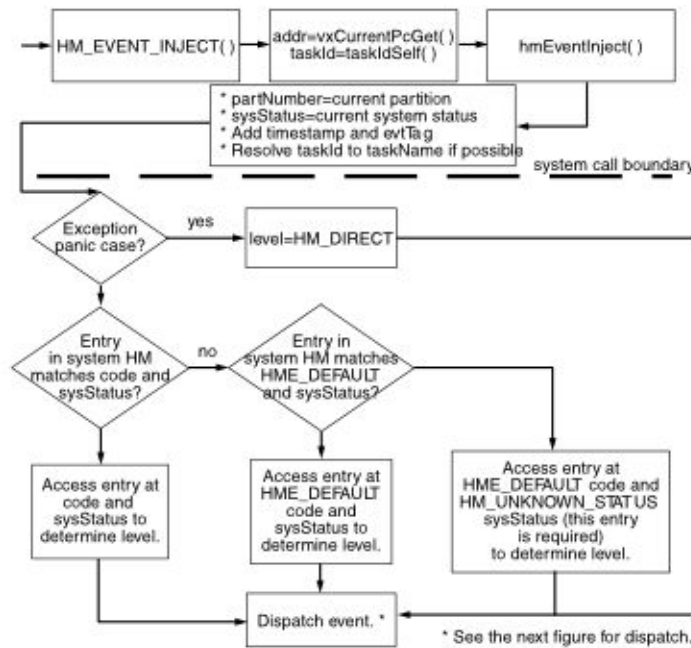 HM_EVENT_INJECT( )
addr=vxCurrentPcGet( )
taskId=taskIdSelf( )
hmEventInject( )
* partNumber=current partition
* sysStatus=current system status
* Add timestamp and evtTag
* Resolve taskId to taskName if possible
system call boundary
Exception
panic case?
yes
level=HM_DIRECT
Entry
in system HM
matches code and
sysStatus?
no
Entry in
system HM matches
HME_DEFAULT
and sysStatus?
Access entry at
code and
sysStatus to
determine level.
Access entry at
HME_DEFAULT
code and
sysStatus to
determine level.
Access entry at
HME_DEFAULT code and
HM_UNKNOWN_STATUS
sysStatus (this entry
is required)
to determine level.
Dispatch event. *
* See the next figure for dispatch.